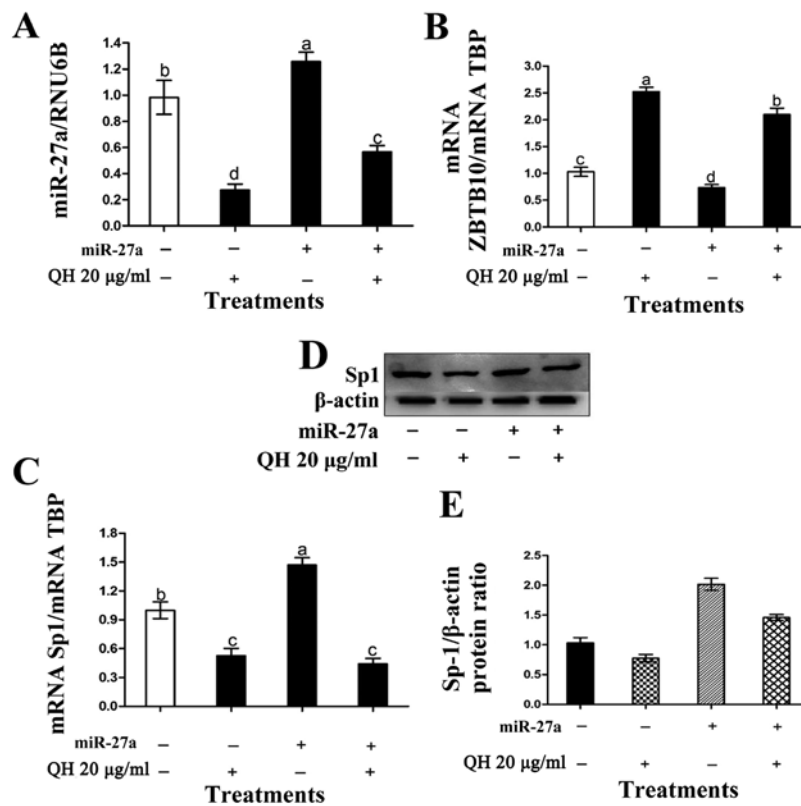 A
miR-27a/RNU6B
1.4
1.2
1.0
0.8
0.6
0.4
0.2
0.0
b
d
a
c
miR-27a – – + +
QH 20 µg/ml – + – +
Treatments
B
mRNA
ZBTB10/mRNA TBP
3.0
2.5
2.0
1.5
1.0
0.5
0.0
c
a
d
b
miR-27a – – + +
QH 20 µg/ml – + – +
Treatments
D
Sp1
β-actin
miR-27a – – + +
QH 20 µg/ml – + – +
C
mRNA Sp1/mRNA TBP
1.8
1.5
1.2
0.9
0.6
0.3
0.0
b
c
a
c
miR-27a – – + +
QH 20 µg/ml – + – +
Treatments
E
Sp-1/β-actin
protein ratio
2.5
2.0
1.5
1.0
0.5
0.0
miR-27a – – + +
QH 20 µg/ml – + – +
Treatments